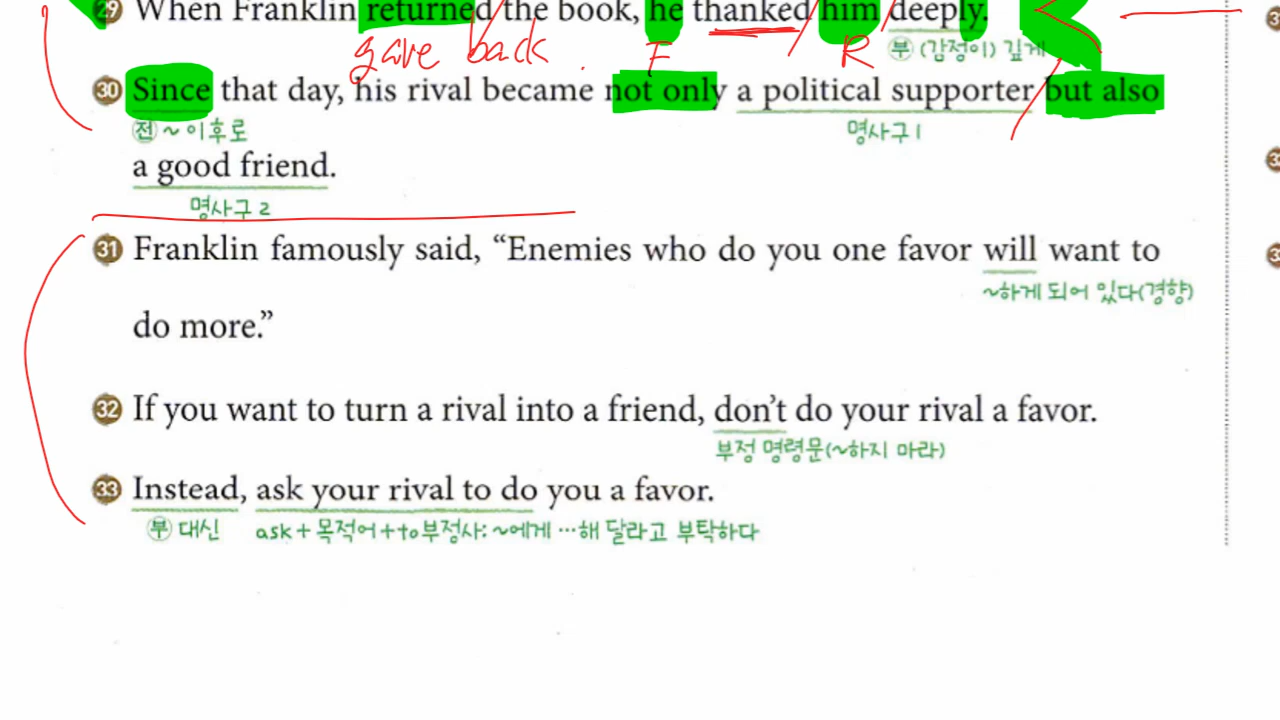 29 When Franklin returned the book, he thanked him deeply.
gave back. F R 부 (감정이) 깊게
30 Since that day, his rival became not only a political supporter but also
전 ~이후로 명사구 1
a good friend.
명사구 2
31 Franklin famously said, “Enemies who do you one favor will want to
~하게 되어 있다(경향)
do more.”
32 If you want to turn a rival into a friend, don’t do your rival a favor.
부정 명령문(~하지 마라)
33 Instead, ask your rival to do you a favor.
부 대신 ask+목적어+to부정사: ~에게 …해 달라고 부탁하다